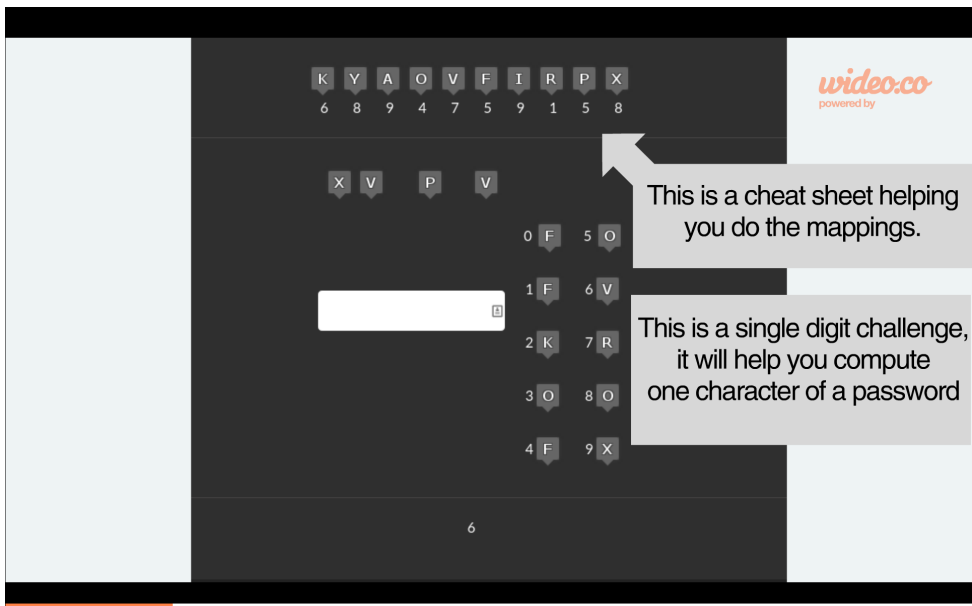 K Y A O V F I R P X
6 8 9 4 7 5 9 1 5 8
wideo.co
powered by
X V P V
This is a cheat sheet helping
you do the mappings.
0 F 5 O
1 F 6 V
2 K 7 R
3 O 8 O
4 F 9 X
This is a single digit challenge,
it will help you compute
one character of a password
6